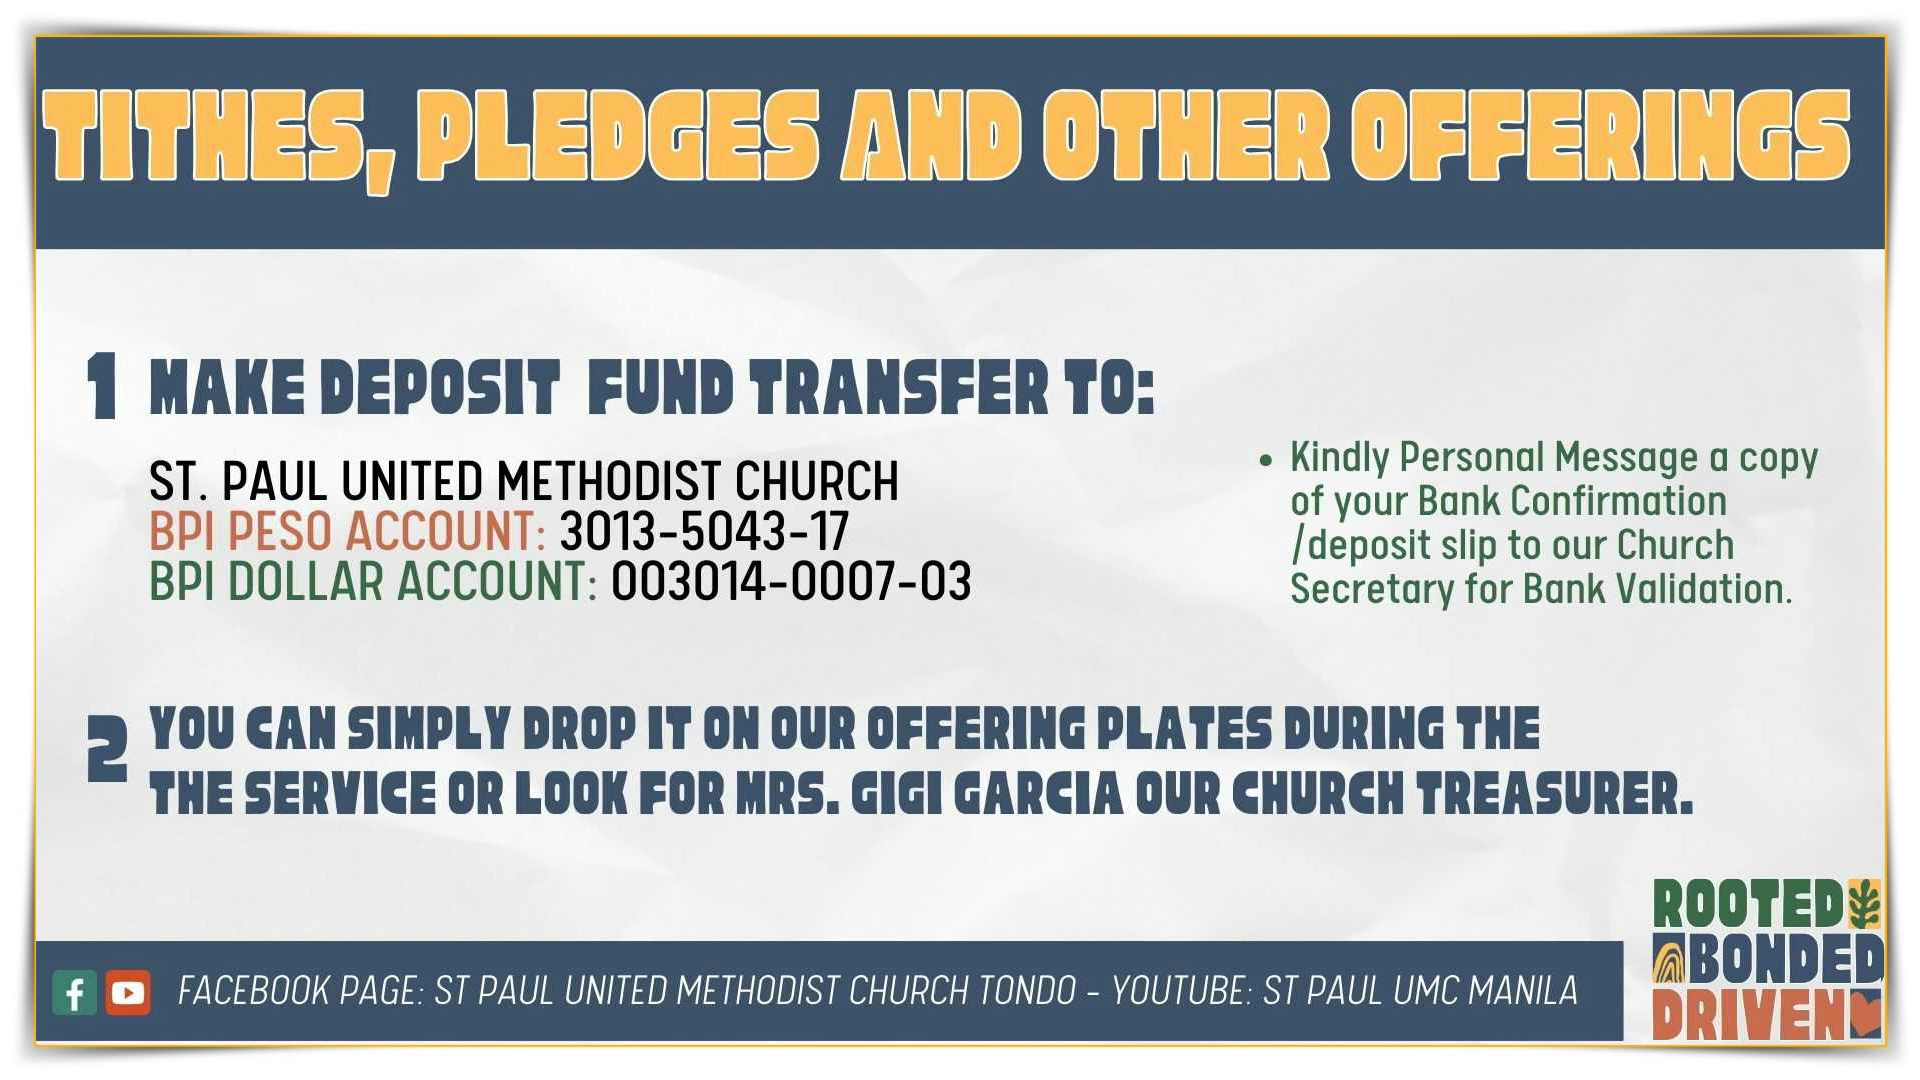 TITHES, PLEDGES AND OTHER OFFERINGS
1 MAKE DEPOSIT FUND TRANSFER TO:
ST. PAUL UNITED METHODIST CHURCH
BPI PESO ACCOUNT: 3013-5043-17
BPI DOLLAR ACCOUNT: 003014-0007-03
• Kindly Personal Message a copy
of your Bank Confirmation
/deposit slip to our Church
Secretary for Bank Validation.
2 YOU CAN SIMPLY DROP IT ON OUR OFFERING PLATES DURING THE
THE SERVICE OR LOOK FOR MRS. GIGI GARCIA OUR CHURCH TREASURER.
FACEBOOK PAGE: ST PAUL UNITED METHODIST CHURCH TONDO - YOUTUBE: ST PAUL UMC MANILA
ROOTED
BONDED
DRIVEN